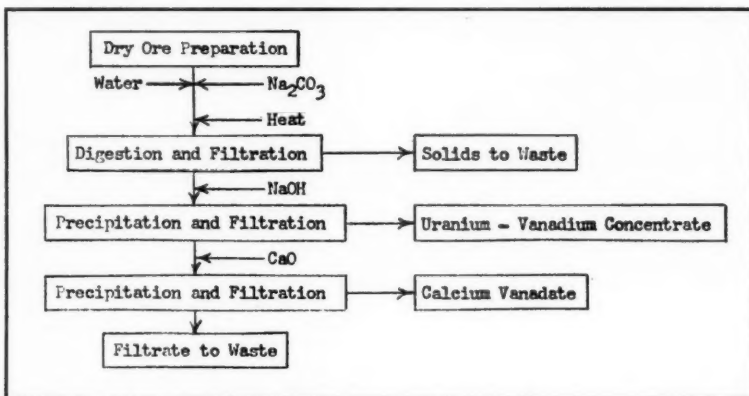 Dry Ore Preparation
Water Na2CO3
Heat
Digestion and Filtration Solids to Waste
NaOH
Precipitation and Filtration Uranium - Vanadium Concentrate
CaO
Precipitation and Filtration Calcium Vanadate
Filtrate to Waste